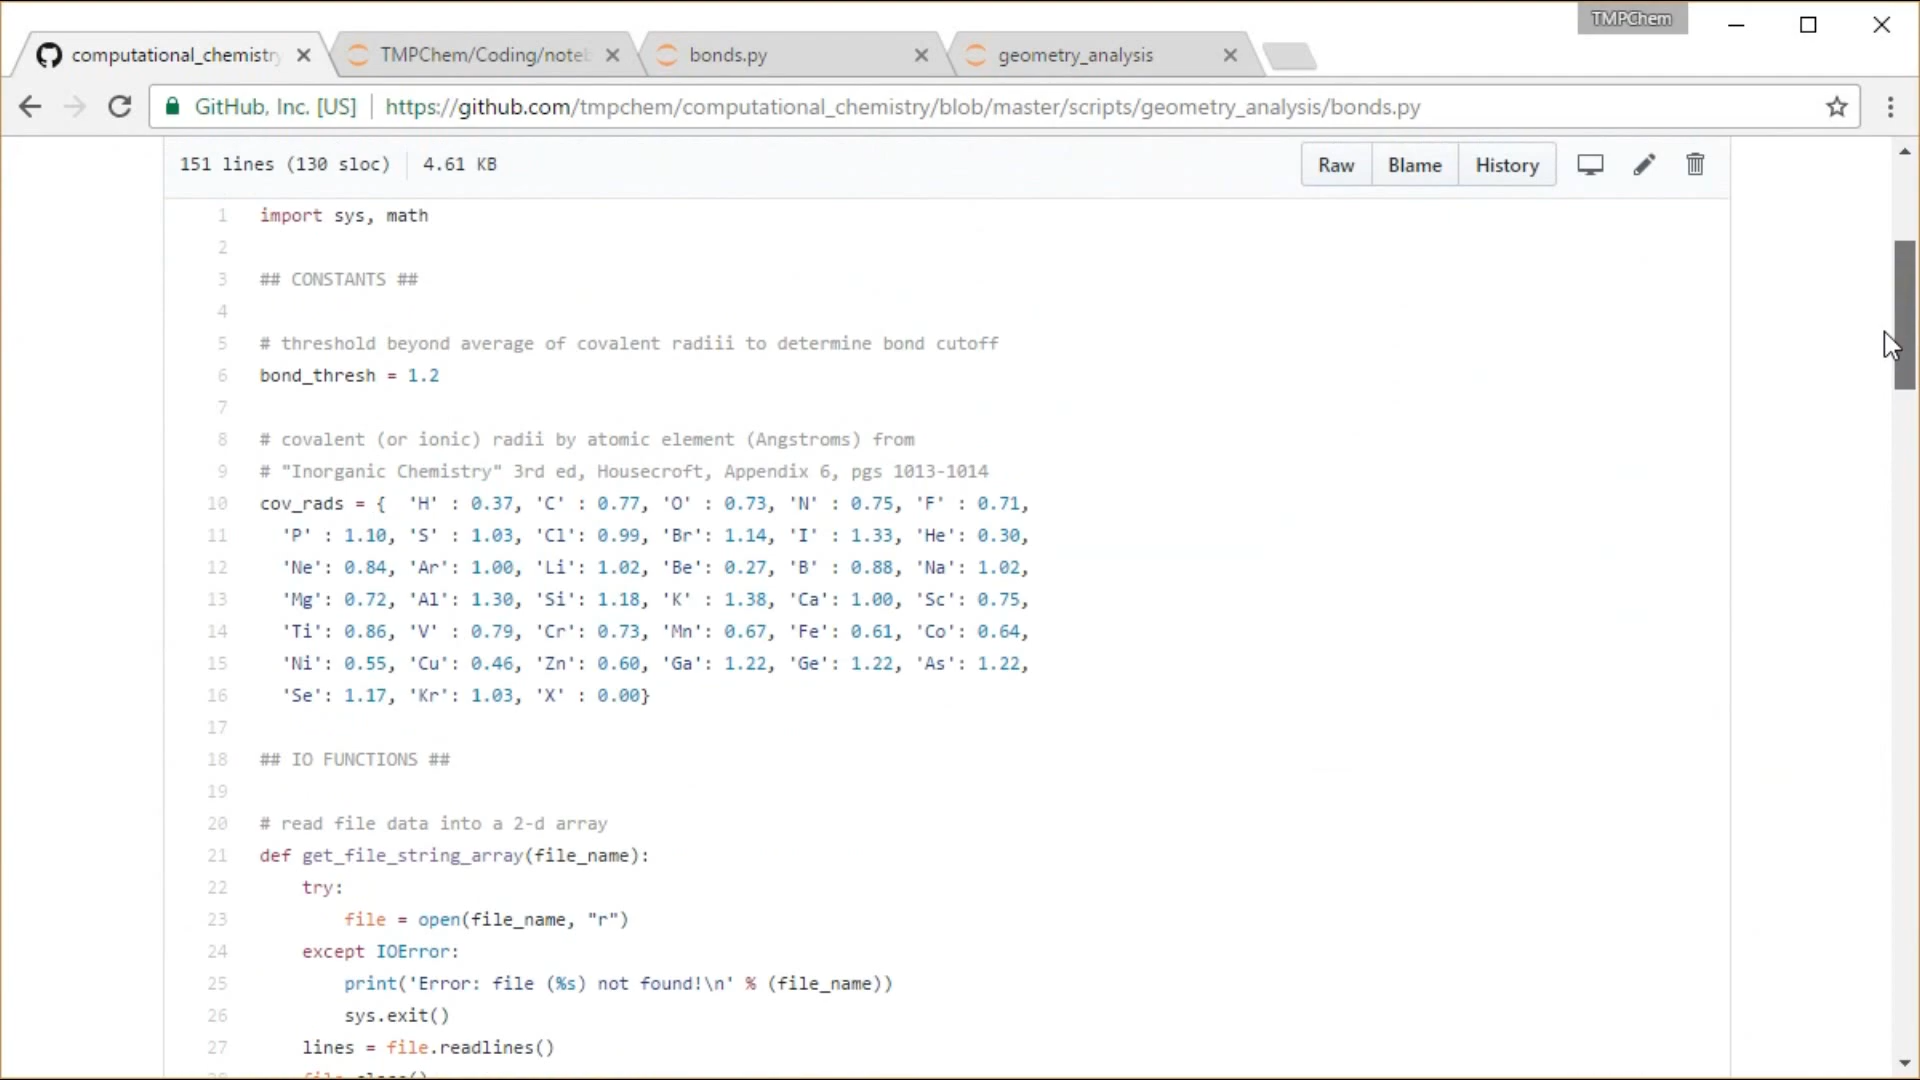 TMPChem
computational_chemistry
TMPChem/Coding/note
bonds.py
geometry_analysis
GitHub, Inc. [US]
https://github.com/tmpchem/computational_chemistry/blob/master/scripts/geometry_analysis/bonds.py
151 lines (130 sloc) 4.61 KB
Raw Blame History
1 import sys, math
2
3 ## CONSTANTS ##
4
5 # threshold beyond average of covalent radiii to determine bond cutoff
6 bond_thresh = 1.2
7
8 # covalent (or ionic) radii by atomic element (Angstroms) from
9 # "Inorganic Chemistry" 3rd ed, Housecroft, Appendix 6, pgs 1013-1014
10 cov_rads = {  'H' : 0.37, 'C' : 0.77, 'O' : 0.73, 'N' : 0.75, 'F' : 0.71,
11   'P' : 1.10, 'S' : 1.03, 'Cl': 0.99, 'Br': 1.14, 'I' : 1.33, 'He': 0.30,
12   'Ne': 0.84, 'Ar': 1.00, 'Li': 1.02, 'Be': 0.27, 'B' : 0.88, 'Na': 1.02,
13   'Mg': 0.72, 'Al': 1.30, 'Si': 1.18, 'K' : 1.38, 'Ca': 1.00, 'Sc': 0.75,
14   'Ti': 0.86, 'V' : 0.79, 'Cr': 0.73, 'Mn': 0.67, 'Fe': 0.61, 'Co': 0.64,
15   'Ni': 0.55, 'Cu': 0.46, 'Zn': 0.60, 'Ga': 1.22, 'Ge': 1.22, 'As': 1.22,
16   'Se': 1.17, 'Kr': 1.03, 'X' : 0.00}
17
18 ## IO FUNCTIONS ##
19
20 # read file data into a 2-d array
21 def get_file_string_array(file_name):
22     try:
23         file = open(file_name, "r")
24     except IOError:
25         print('Error: file (%s) not found!\n' % (file_name))
26         sys.exit()
27     lines = file.readlines()
28     file.close()